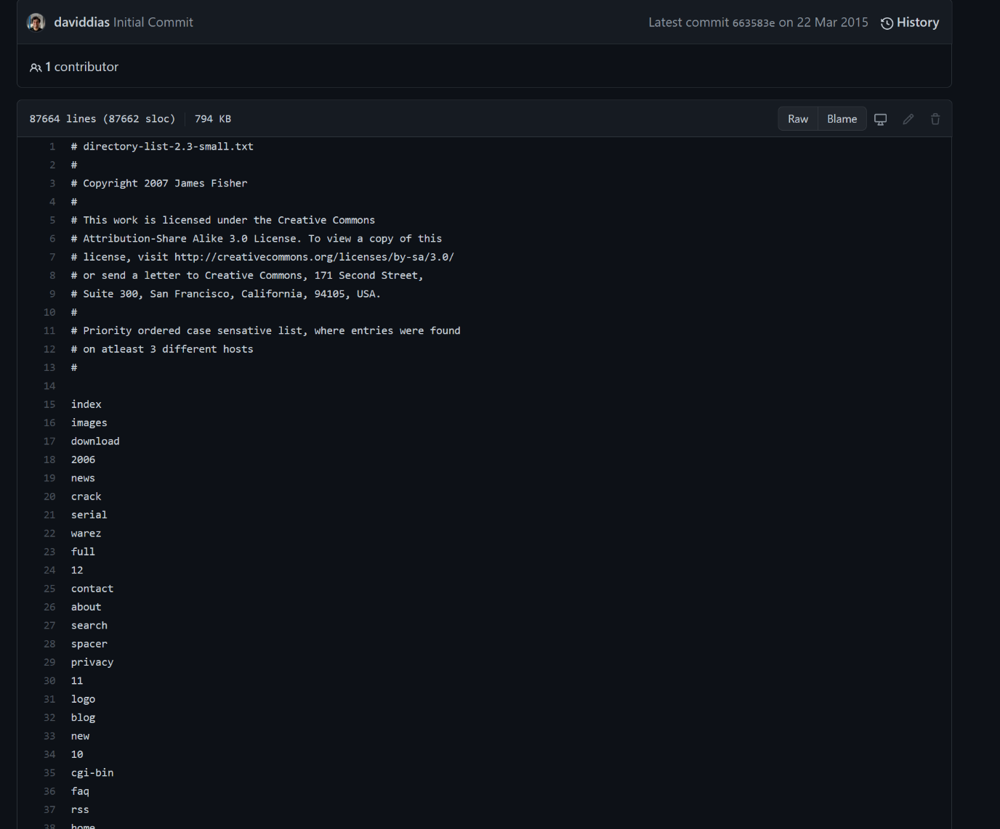 daviddias Initial Commit Latest commit 663583e on 22 Mar 2015 History
1 contributor
87664 lines (87662 sloc) 794 KB Raw Blame
1 # directory-list-2.3-small.txt
2 #
3 # Copyright 2007 James Fisher
4 #
5 # This work is licensed under the Creative Commons
6 # Attribution-Share Alike 3.0 License. To view a copy of this
7 # license, visit http://creativecommons.org/licenses/by-sa/3.0/
8 # or send a letter to Creative Commons, 171 Second Street,
9 # Suite 300, San Francisco, California, 94105, USA.
10 #
11 # Priority ordered case sensative list, where entries were found
12 # on atleast 3 different hosts
13 #
14
15 index
16 images
17 download
18 2006
19 news
20 crack
21 serial
22 warez
23 full
24 12
25 contact
26 about
27 search
28 spacer
29 privacy
30 11
31 logo
32 blog
33 new
34 10
35 cgi-bin
36 faq
37 rss
38 home